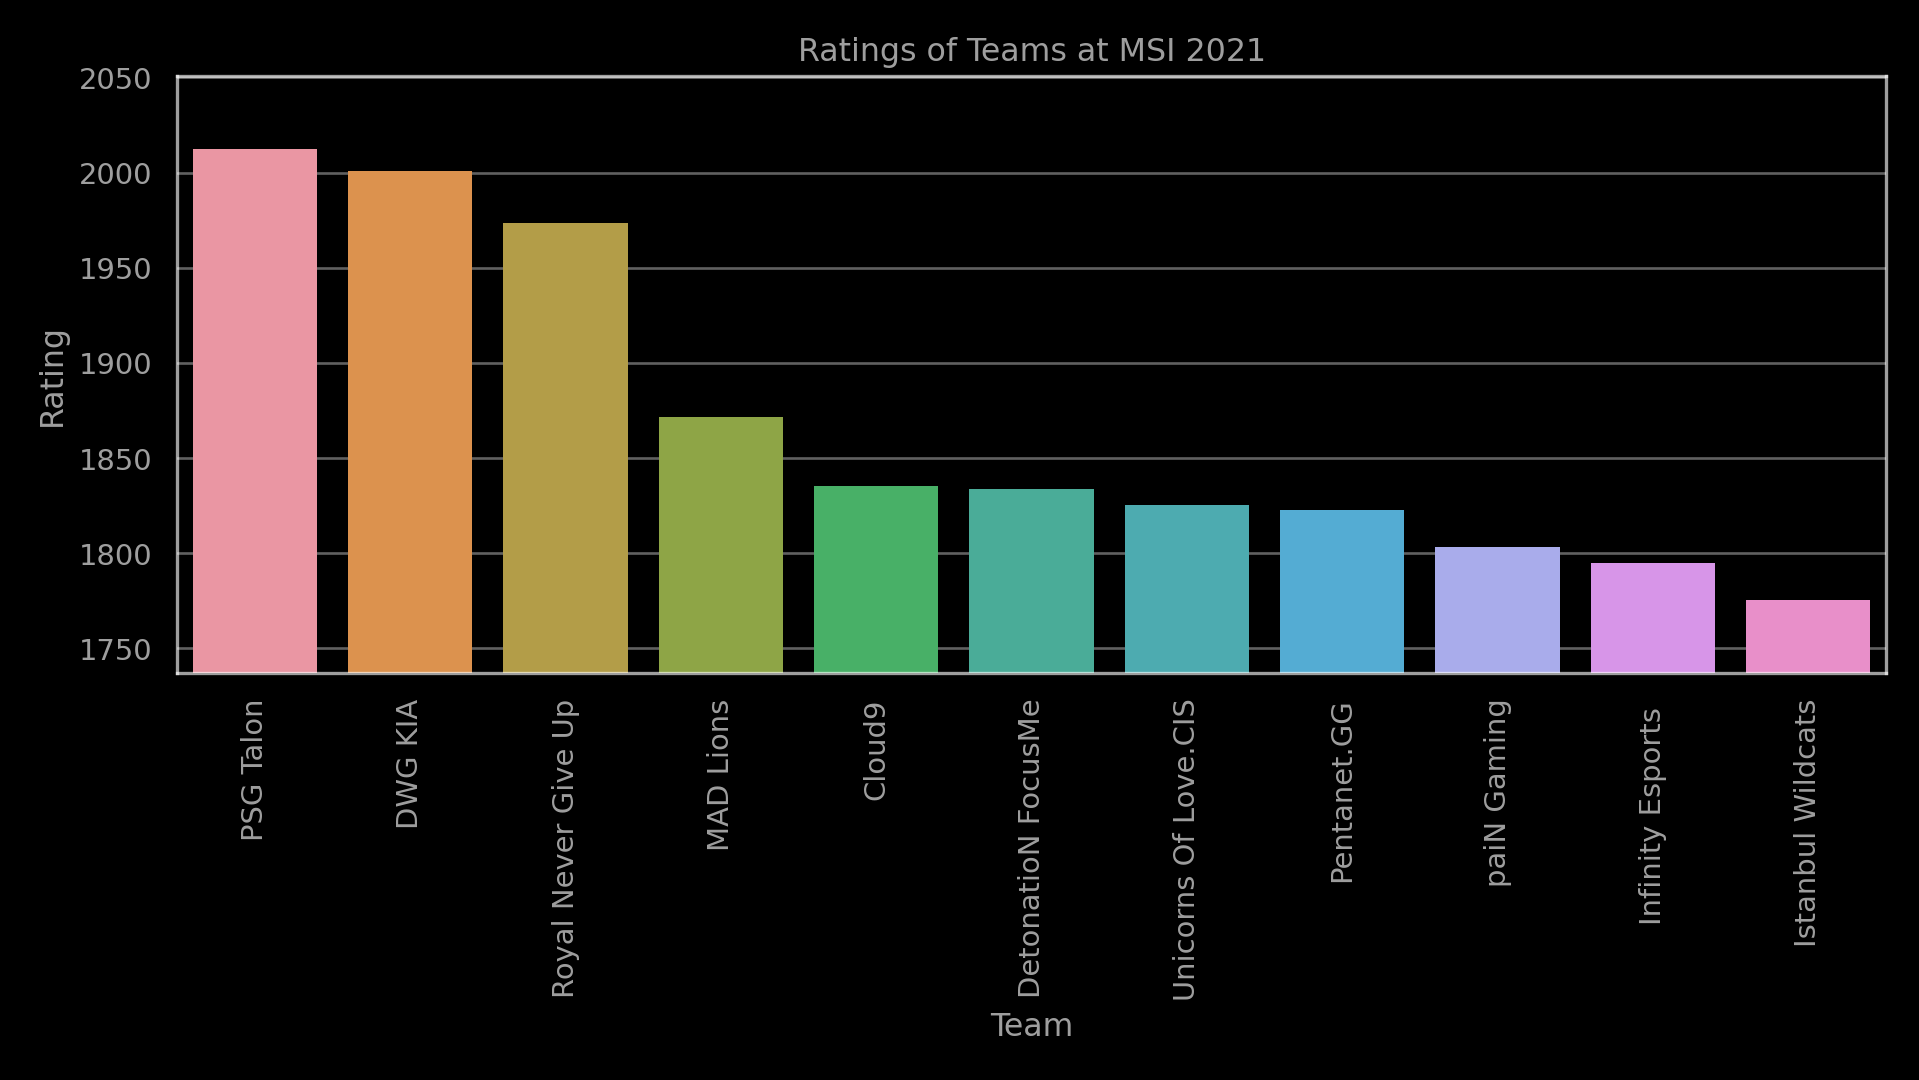 Ratings of Teams at MSI 2021
2050
2000
1950
1900
1850
1800
1750
Rating
PSG Talon
DWG KIA
Royal Never Give Up
MAD Lions
Cloud9
DetonatioN FocusMe
Unicorns Of Love.CIS
Pentanet.GG
paiN Gaming
Infinity Esports
Istanbul Wildcats
Team